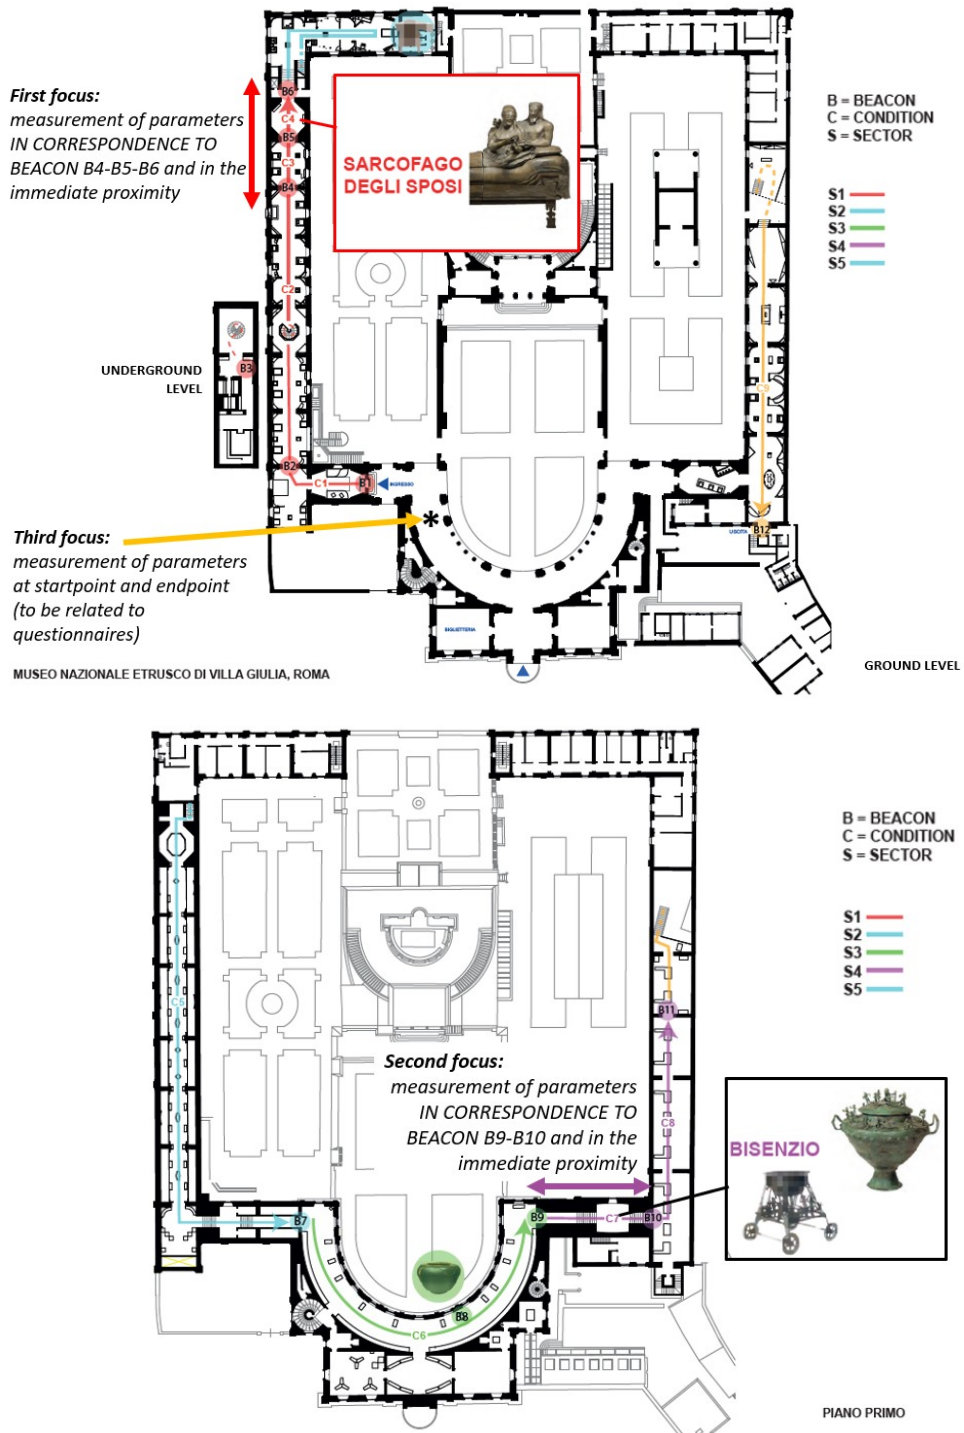 First focus:
measurement of parameters
IN CORRESPONDENCE TO
BEACON B4-B5-B6 and in the
immediate proximity
B6
C4
B5
C3
B4
SARCOFAGO
DEGLI SPOSI
B = BEACON
C = CONDITION
S = SECTOR
S1
S2
S3
S4
S5
C2
UNDERGROUND
LEVEL
B3
C9
B2
C1
B1
INGRESSO
Third focus:
measurement of parameters
at startpoint and endpoint
(to be related to
questionnaires)
*
USCITA
B12
BIGLIETTERIA
MUSEO NAZIONALE ETRUSCO DI VILLA GIULIA, ROMA
GROUND LEVEL
B = BEACON
C = CONDITION
S = SECTOR
S1
S2
S3
S4
S5
C5
B11
Second focus:
measurement of parameters
IN CORRESPONDENCE TO
BEACON B9-B10 and in the
immediate proximity
C8
BISENZIO
B7
B9
C7
B10
B8
C6
PIANO PRIMO